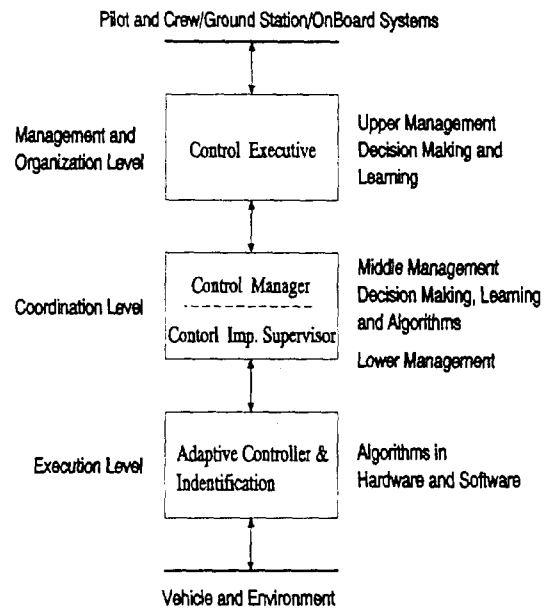 Pilot and Crew/Ground Station/OnBoard Systems
Management and
Organization Level
Control Executive
Upper Management
Decision Making and
Learning
Coordination Level
Control Manager
Contorl Imp. Supervisor
Middle Management
Decision Making, Learning
and Algorithms
Lower Management
Execution Level
Adaptive Controller &
Indentification
Algorithms in
Hardware and Software
Vehicle and Environment